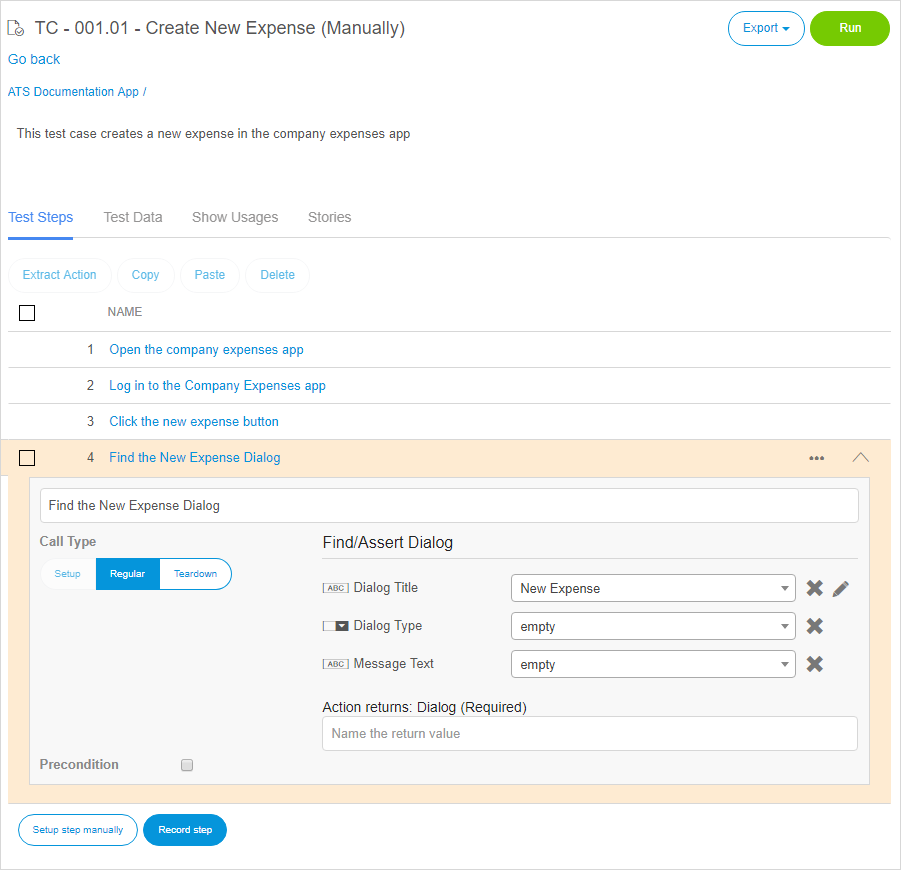 TC - 001.01 - Create New Expense (Manually)
Export
Run
Go back
ATS Documentation App /
This test case creates a new expense in the company expenses app
Test Steps
Test Data
Show Usages
Stories
Extract Action
Copy
Paste
Delete
NAME
1 Open the company expenses app
2 Log in to the Company Expenses app
3 Click the new expense button
4 Find the New Expense Dialog
Find the New Expense Dialog
Call Type
Setup
Regular
Teardown
Find/Assert Dialog
ABC Dialog Title
New Expense
Dialog Type
empty
ABC Message Text
empty
Action returns: Dialog (Required)
Name the return value
Precondition
Setup step manually
Record step